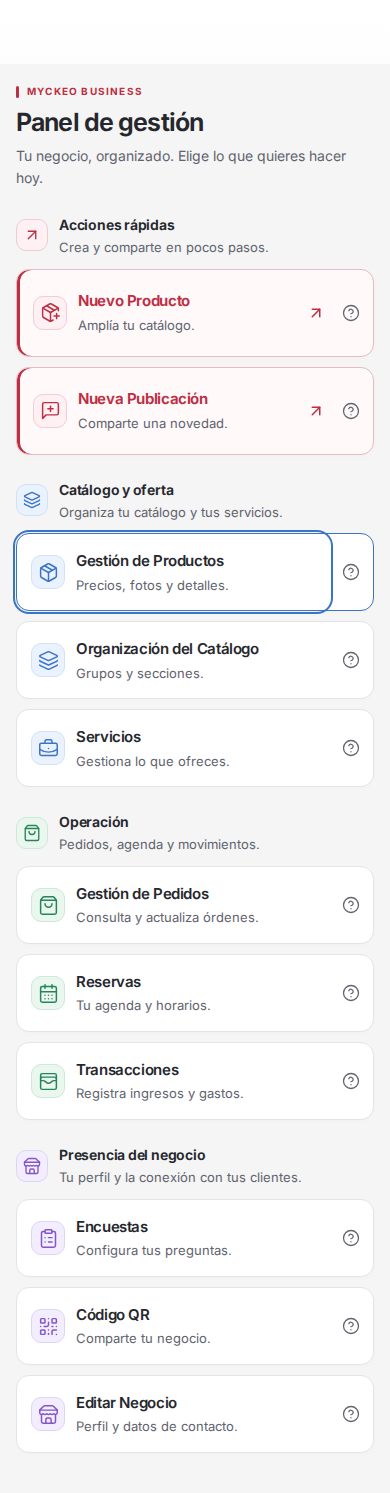 MYCKEO BUSINESS
Panel de gestión
Tu negocio, organizado. Elige lo que quieres hacer
hoy.
Acciones rápidas
Crea y comparte en pocos pasos.
Nuevo Producto
Amplía tu catálogo.
Nueva Publicación
Comparte una novedad.
Catálogo y oferta
Organiza tu catálogo y tus servicios.
Gestión de Productos
Precios, fotos y detalles.
Organización del Catálogo
Grupos y secciones.
Servicios
Gestiona lo que ofreces.
Operación
Pedidos, agenda y movimientos.
Gestión de Pedidos
Consulta y actualiza órdenes.
Reservas
Tu agenda y horarios.
Transacciones
Registra ingresos y gastos.
Presencia del negocio
Tu perfil y la conexión con tus clientes.
Encuestas
Configura tus preguntas.
Código QR
Comparte tu negocio.
Editar Negocio
Perfil y datos de contacto.